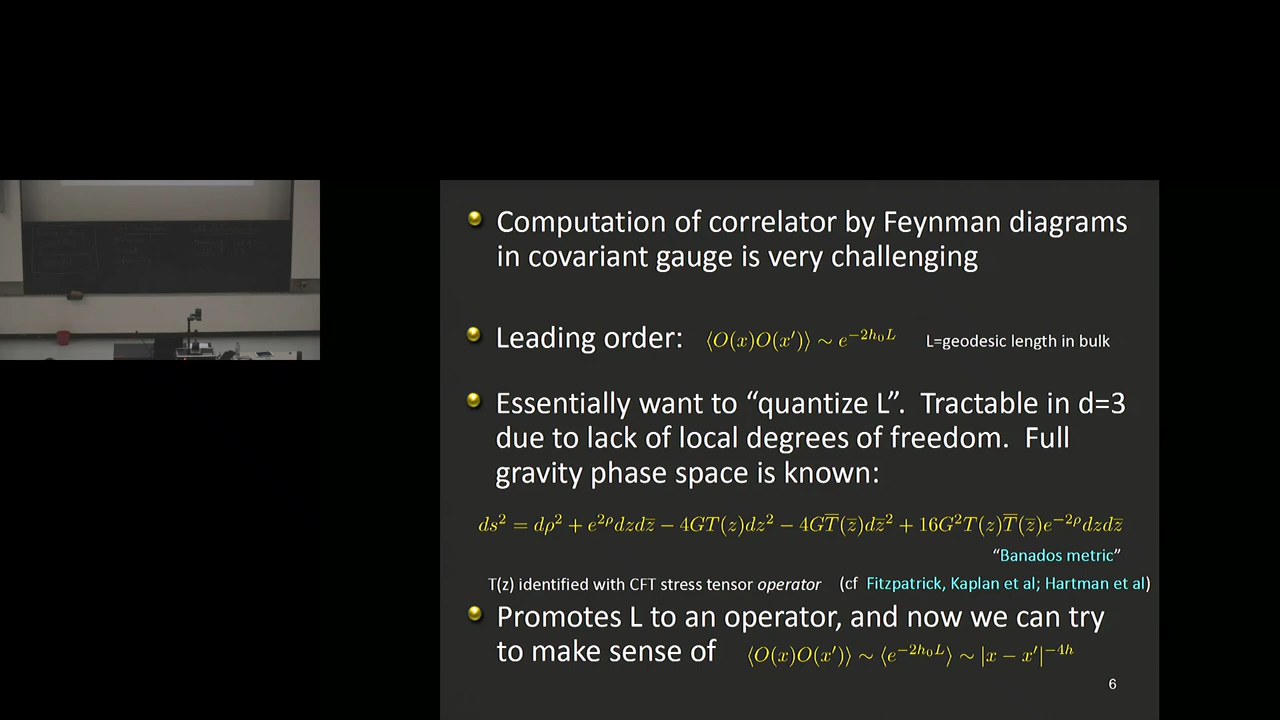 Computation of correlator by Feynman diagrams
in covariant gauge is very challenging
Leading order: ⟨O(x)O(x′)⟩ ∼ e^{−2h₀L} L=geodesic length in bulk
Essentially want to “quantize L”. Tractable in d=3
due to lack of local degrees of freedom. Full
gravity phase space is known:
ds² = dρ² + e^{2ρ}dzdz̅ − 4GT(z)dz² − 4GT̅(z̅)dz̅² + 16G²T(z)T̅(z̅)e^{−2ρ}dzdz̅
“Banados metric”
T(z) identified with CFT stress tensor operator (cf Fitzpatrick, Kaplan et al; Hartman et al)
Promotes L to an operator, and now we can try
to make sense of ⟨O(x)O(x′)⟩ ∼ ⟨e^{−2h₀L}⟩ ∼ |x − x′|^{−4h}
6